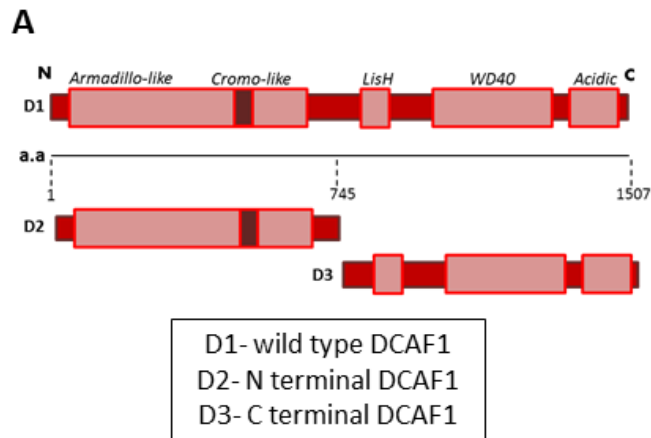 A
N Armadillo-like Cromo-like LisH WD40 Acidic C
D1
a.a
1 745 1507
D2
D3
D1- wild type DCAF1
D2- N terminal DCAF1
D3- C terminal DCAF1